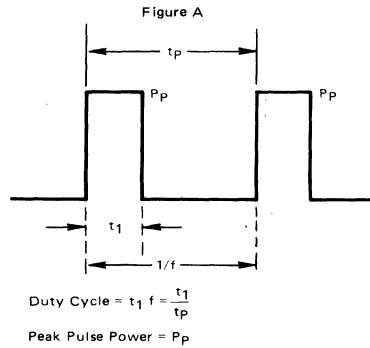 Figure A
tp
PP PP
t1
1/f
Duty Cycle = t1 f = t1/tP
Peak Pulse Power = PP